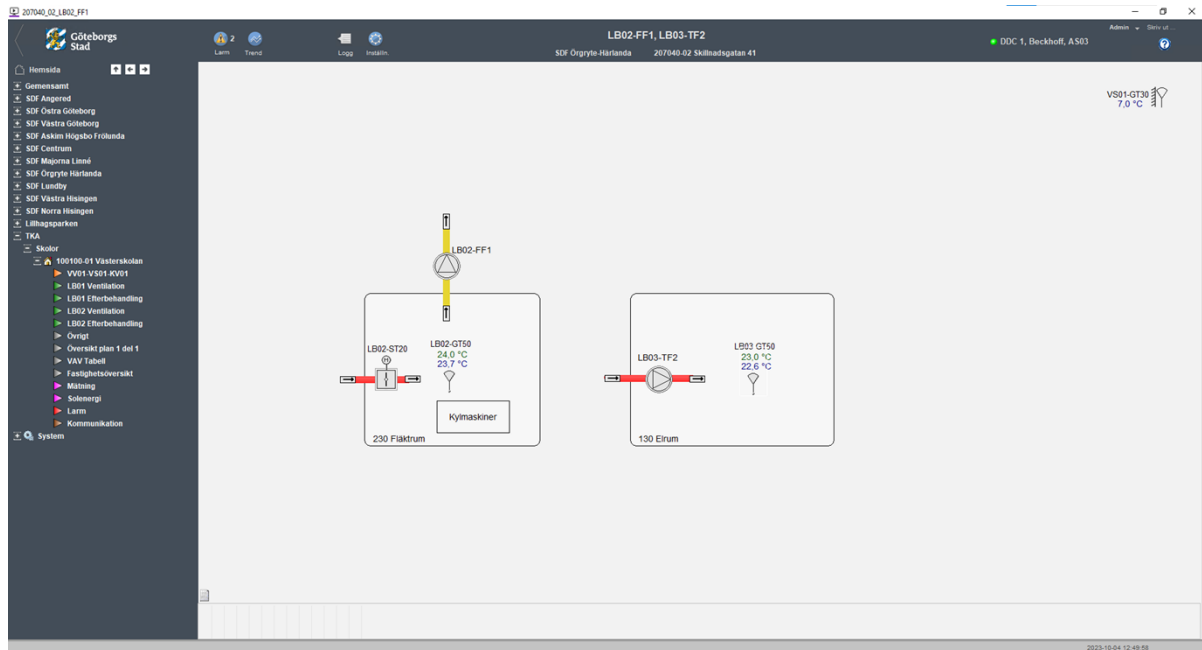 207040_02_LB02_FF1
Göteborgs
Stad
Larm
2
Trend
Logg
Inställn.
LB02-FF1, LB03-TF2
SDF Örgryte-Härlanda 207040-02 Skillnadsgatan 41
DDC 1, Beckhoff, AS03
Admin
Skriv ut ...
?
Hemsida
Gemensamt
SDF Angered
SDF Östra Göteborg
SDF Västra Göteborg
SDF Askim Högsbo Frölunda
SDF Centrum
SDF Majorna Linné
SDF Örgryte Härlanda
SDF Lundby
SDF Västra Hisingen
SDF Norra Hisingen
Lillhagsparken
TKA
Skolor
100100-01 Västerskolan
VV01-VS01-KV01
LB01 Ventilation
LB01 Efterbehandling
LB02 Ventilation
LB02 Efterbehandling
Övrigt
Översikt plan 1 del 1
VAV Tabell
Fastighetsöversikt
Mätning
Solenergi
Larm
Kommunikation
System
VS01-GT30
7,0 °C
LB02-FF1
LB02-ST20
M
LB02-GT50
24,0 °C
23,7 °C
Kylmaskiner
230 Fläktrum
LB03-TF2
LB03 GT50
23,0 °C
22,6 °C
130 Elrum
2023-10-04 12:49:58